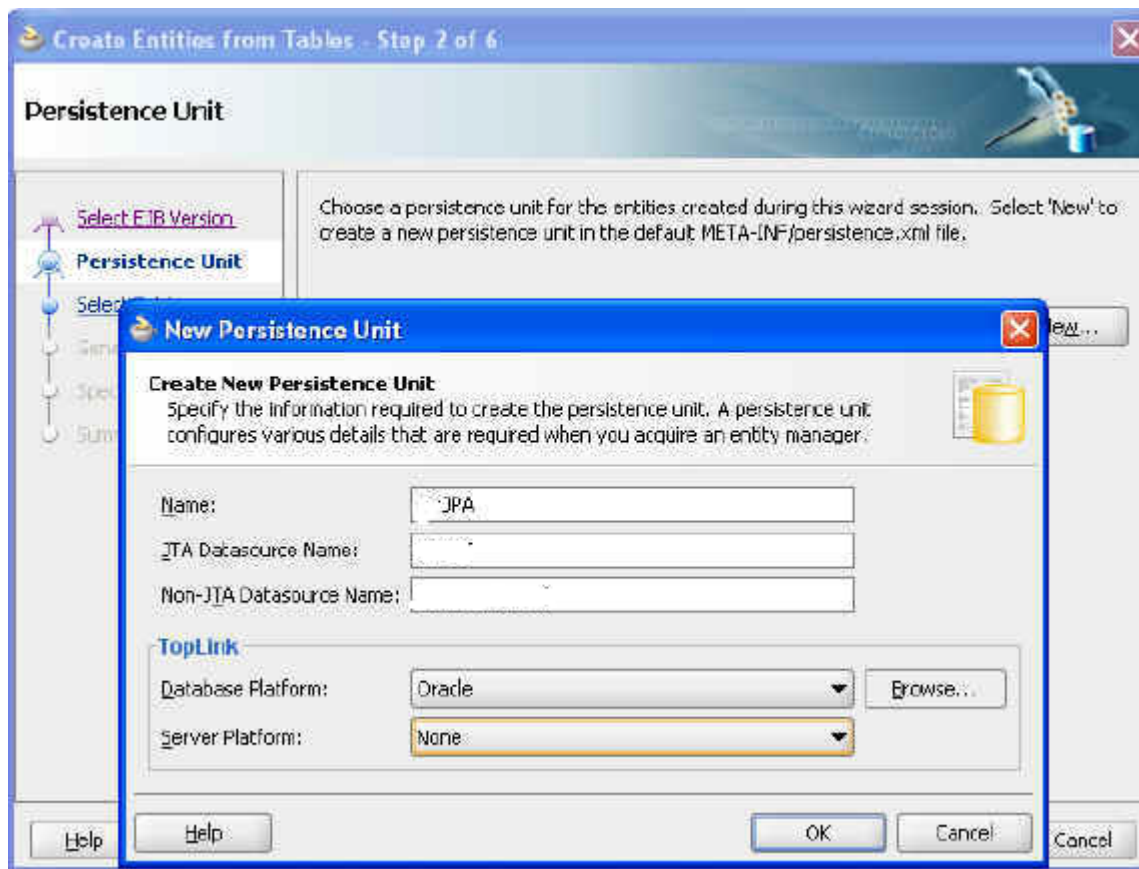 Create Entities from Tables - Step 2 of 6
Persistence Unit
Select EJB Version
Persistence Unit
Select
Choose a persistence unit for the entities created during this wizard session. Select 'New' to
create a new persistence unit in the default META-INF/persistence.xml file.
New Persistence Unit
Create New Persistence Unit
Specify the information required to create the persistence unit. A persistence unit
configures various details that are required when you acquire an entity manager.
Name:
JPA
JTA Datasource Name:
Non-JTA Datasource Name:
TopLink
Database Platform:
Oracle
Browse...
Server Platform:
None
Help
Help
OK
Cancel
Cancel